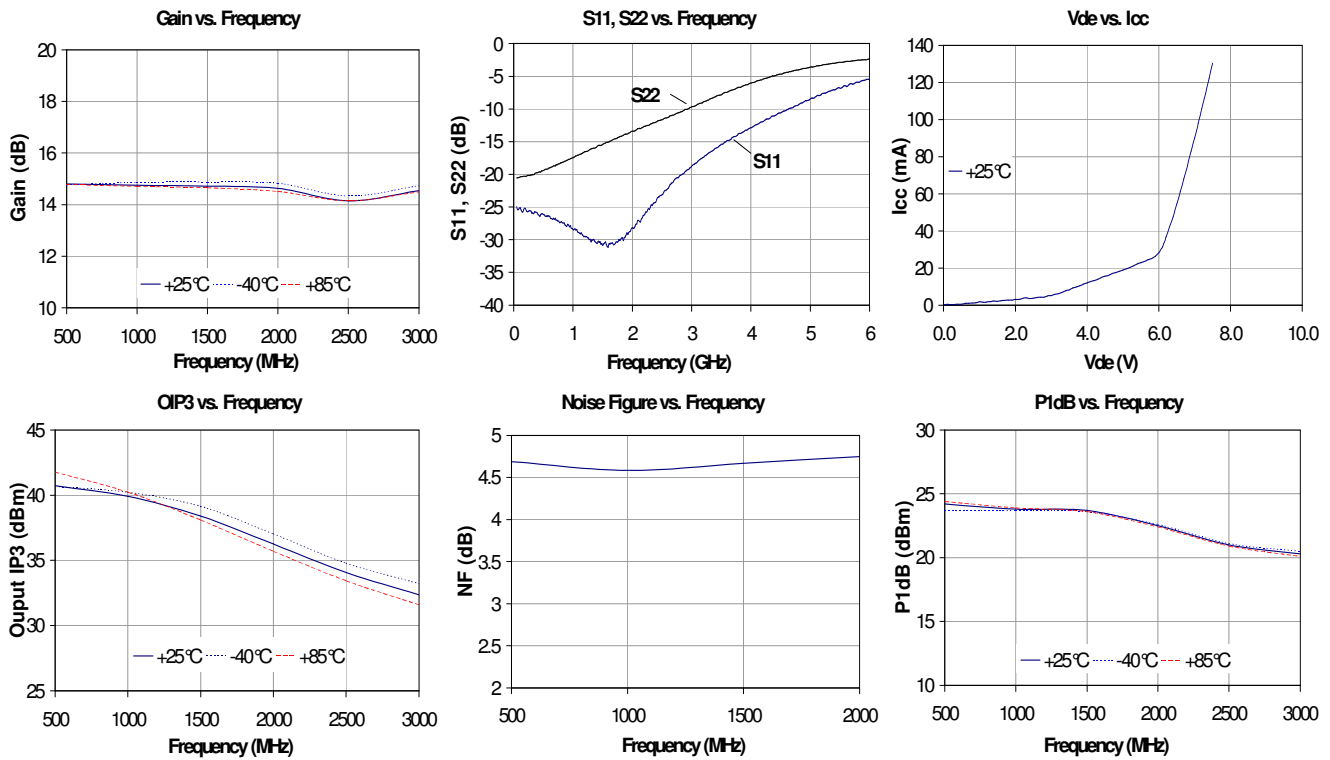 Gain vs. Frequency
20
18
16
14
12
10
Gain (dB)
+25°C -40°C +85°C
500 1000 1500 2000 2500 3000
Frequency (MHz)
S11, S22 vs. Frequency
0
-5
-10
-15
-20
-25
-30
-35
-40
S11, S22 (dB)
S22
S11
0 1 2 3 4 5 6
Frequency (GHz)
Vde vs. Icc
140
120
100
80
60
40
20
0
Icc (mA)
+25°C
0.0 2.0 4.0 6.0 8.0 10.0
Vde (V)
OIP3 vs. Frequency
45
40
35
30
25
Ouput IP3 (dBm)
+25°C -40°C +85°C
500 1000 1500 2000 2500 3000
Frequency (MHz)
Noise Figure vs. Frequency
5
4.5
4
3.5
3
2.5
2
NF (dB)
500 1000 1500 2000
Frequency (MHz)
P1dB vs. Frequency
30
25
20
15
10
P1dB (dBm)
+25°C -40°C +85°C
500 1000 1500 2000 2500 3000
Frequency (MHz)